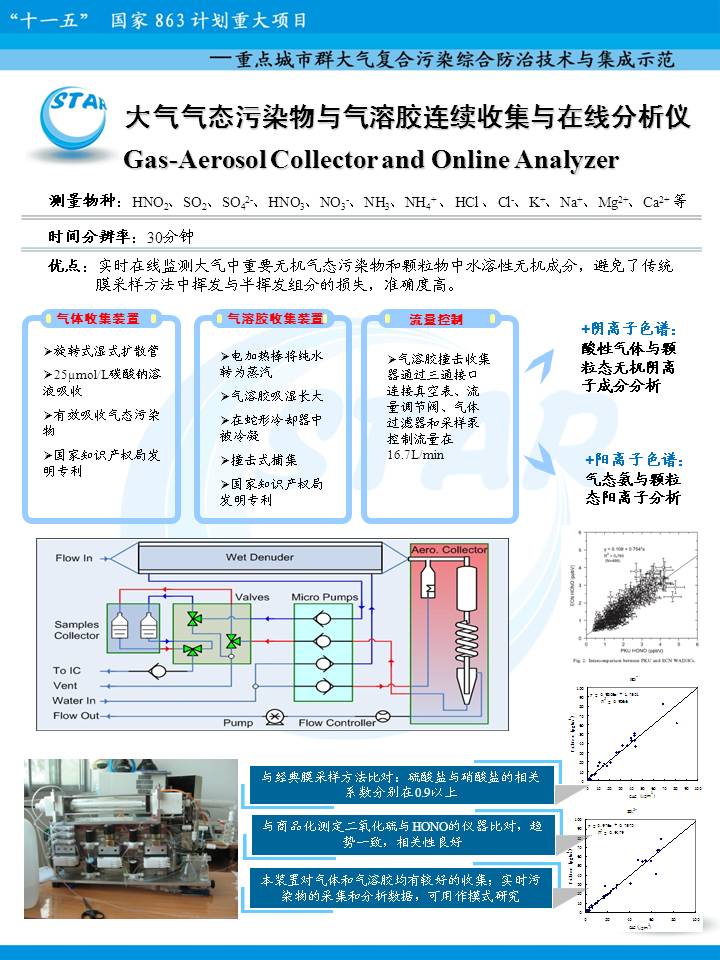 “十一五” 国家 863 计划重大项目
—重点城市群大气复合污染综合防治技术与集成示范
STAR
大气气态污染物与气溶胶连续收集与在线分析仪
Gas-Aerosol Collector and Online Analyzer
测量物种：HNO2、SO2、SO42-、HNO3、NO3-、NH3、NH4+、HCl、Cl-、K+、Na+、Mg2+、Ca2+ 等
时间分辨率：30分钟
优点：实时在线监测大气中重要无机气态污染物和颗粒物中水溶性无机成分，避免了传统
膜采样方法中挥发与半挥发组分的损失，准确度高。
气体收集装置
➢旋转式湿式扩散管
➢25μmol/L碳酸钠溶
液吸收
➢有效吸收气态污染
物
➢国家知识产权局发
明专利
气溶胶收集装置
➢电加热棒将纯水
转为蒸汽
➢气溶胶吸湿长大
➢在蛇形冷却器中
被冷凝
➢撞击式捕集
➢国家知识产权局
发明专利
流量控制
➢气溶胶撞击收集
器通过三通接口
连接真空表、流
量调节阀、气体
过滤器和采样泵
控制流量在
16.7L/min
+阴离子色谱：
酸性气体与颗
粒态无机阴离
子成分分析
+阳离子色谱：
气态氨与颗粒
态阳离子分析
STAR
Flow In
Wet Denuder
Aero. Collector
Valves
Micro Pumps
Samples
Collector
To IC
Vent
Water In
Flow Out
Pump
Flow Controller
y = 0.109 + 0.754*x
R2 = 0.763
(N=486)
ECN HONO (ppbV)
PKU HONO (ppbV)
Fig. 2. Intercomparison between PKU and ECN WAD/ICs.
与经典膜采样方法比对：硫酸盐与硝酸盐的相关
系数分别在0.9以上
与商品化测定二氧化硫与HONO的仪器比对，趋
势一致，相关性良好
本装置对气体和气溶胶均有较好的收集；实时污
染物的采集和分析数据，可用作模式研究